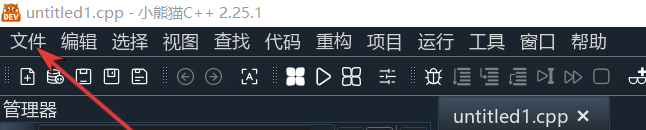 untitled1.cpp - 小熊猫C++ 2.25.1
文件 编辑 选择 视图 查找 代码 重构 项目 运行 工具 窗口 帮助
管理器
untitled1.cpp